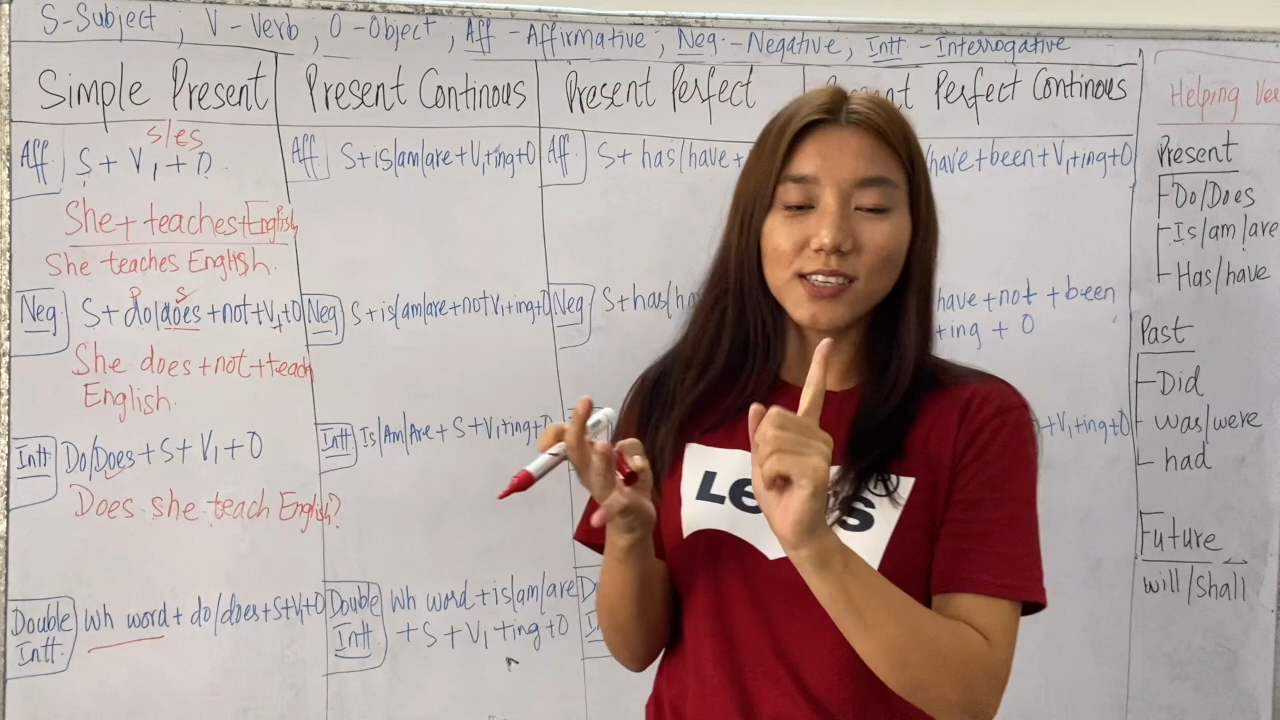 S-Subject, V-Verb, O-Object, Aff-Affirmative, Neg-Negative, Intt-Interrogative
Simple Present
s/es
Aff. S+V₁+O
She+teaches+English
She teaches English.
P S
Neg S+do/does+not+V₁+O
She does+not+teach
English.
Intt Do/Does+S+V₁+O
Does she teach English?
Double
Intt. Wh word+do/does+S+V₁+O
Present Continous
Aff. S+is/am/are+V₁+ing+O
Neg S+is/am/are+notV₁+ing+O
Intt Is/Am/Are+S+V₁+ing+O
Double Wh word+is/am/are
Intt +S+V₁+ing+O
Present Perfect
Aff. S+has/have+
Neg S+has/ha
Perfect Continous
have+been+V₁+ing+O
have+not+been
+ing+O
+V₁+ing+O
Helping Ve
Present
Do/Does
Is/am/are
Has/have
Past
Did
was/were
had
Future
will/shall
Le s